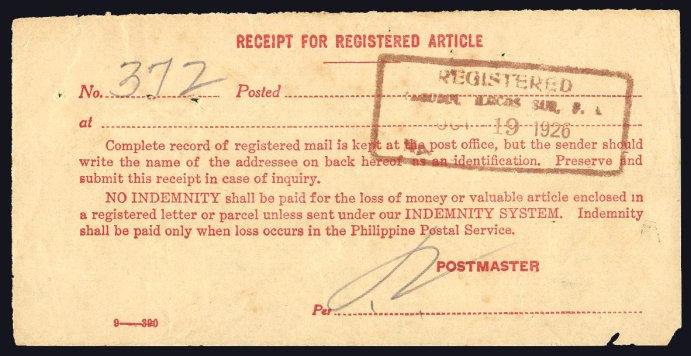 RECEIPT FOR REGISTERED ARTICLE
No. 372 Posted
REGISTERED
ILOCOS SUR, P. I.
OCT 19 1926
at
Complete record of registered mail is kept at the post office, but the sender should
write the name of the addressee on back hereof as an identification. Preserve and
submit this receipt in case of inquiry.
NO INDEMNITY shall be paid for the loss of money or valuable article enclosed in
a registered letter or parcel unless sent under our INDEMNITY SYSTEM. Indemnity
shall be paid only when loss occurs in the Philippine Postal Service.
POSTMASTER
Per
9—390